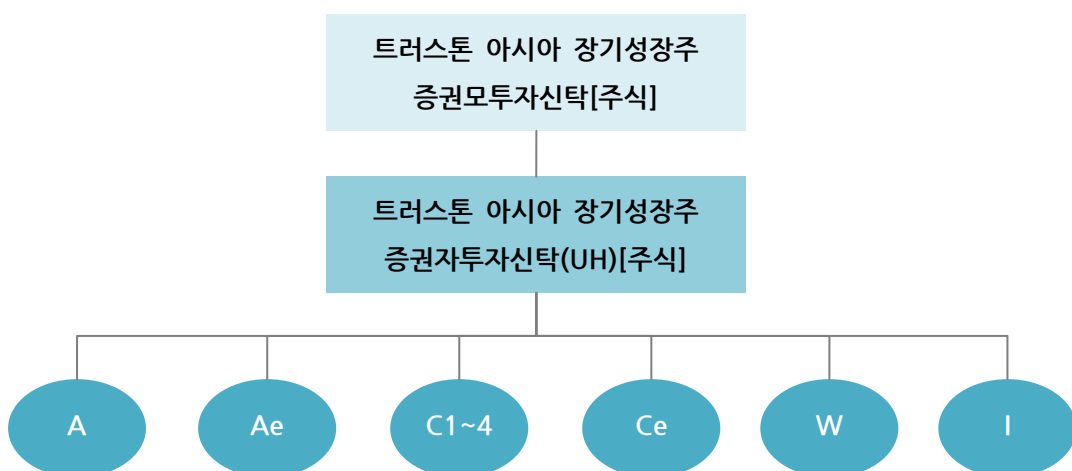 트러스톤 아시아 장기성장주
증권모투자신탁[주식]
트러스톤 아시아 장기성장주
증권자투자신탁(UH)[주식]
A
Ae
C1~4
Ce
W
I